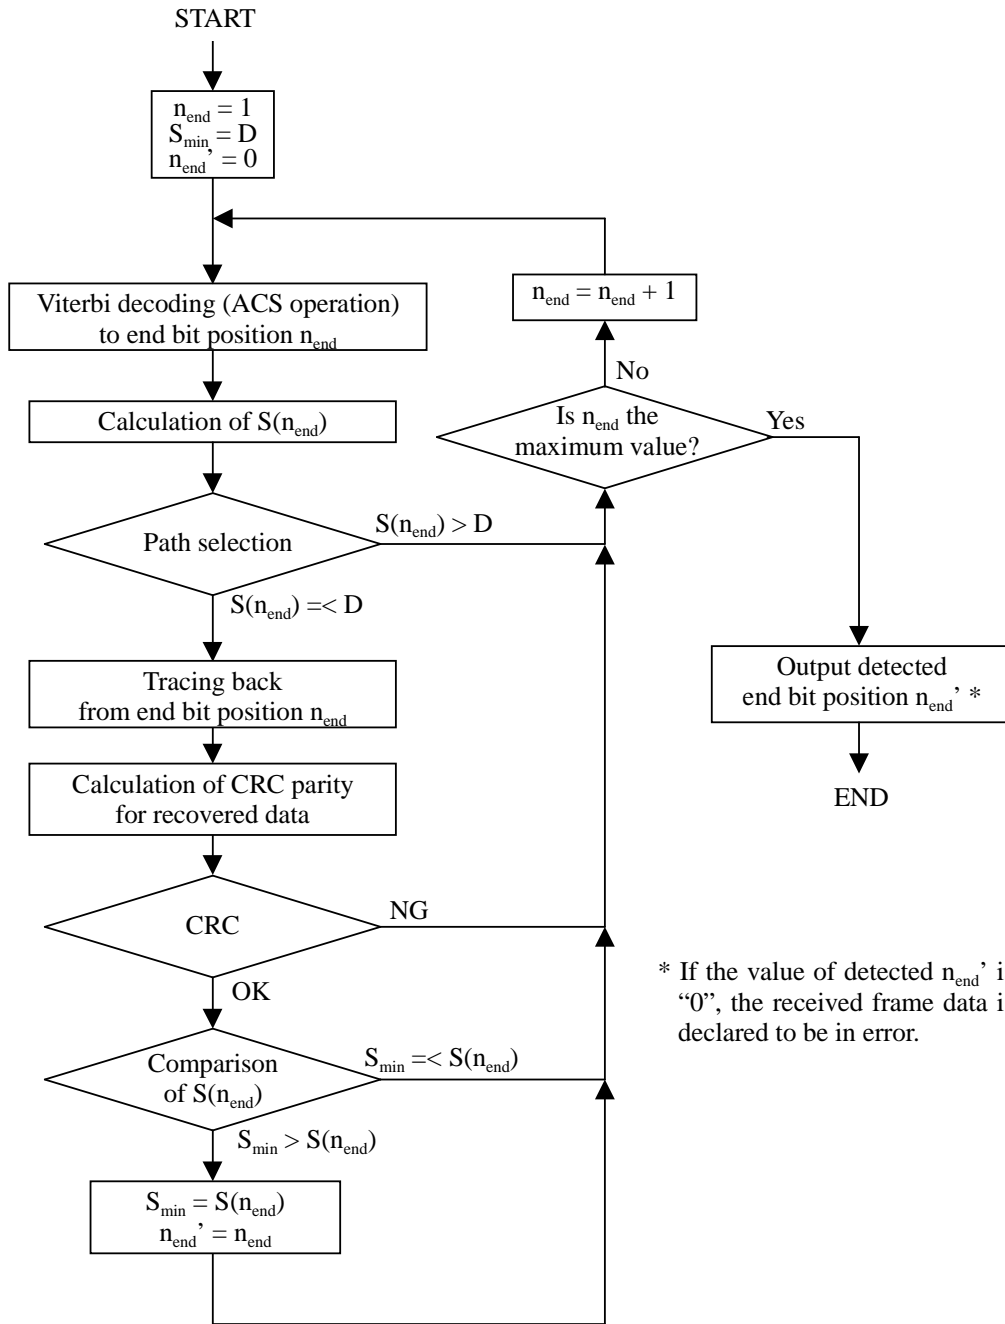 START
n_end = 1
S_min = D
n_end' = 0
Viterbi decoding (ACS operation)
to end bit position n_end
n_end = n_end + 1
No
Calculation of S(n_end)
Is n_end the
maximum value?
Yes
Path selection
S(n_end) > D
S(n_end) =< D
Tracing back
from end bit position n_end
Output detected
end bit position n_end' *
Calculation of CRC parity
for recovered data
END
CRC
NG
OK
* If the value of detected n_end' i
“0”, the received frame data i
declared to be in error.
Comparison
of S(n_end)
S_min =< S(n_end)
S_min > S(n_end)
S_min = S(n_end)
n_end' = n_end